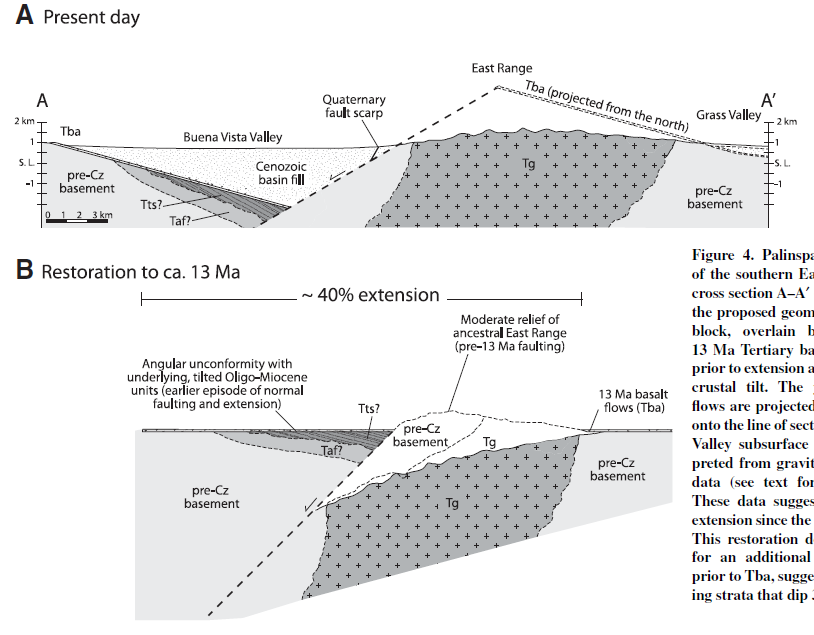 A Present day
East Range
A
A′
Tba (projected from the north)
Grass Valley
Quaternary
fault scarp
2 km
1
S. L.
-1
Tba
Buena Vista Valley
2 km
1
S. L.
-1
Cenozoic
basin fill
Tg
pre-Cz
basement
pre-Cz
basement
Tts?
Taf?
0 1 2 3 km
B Restoration to ca. 13 Ma
~ 40% extension
Moderate relief of
ancestral East Range
(pre-13 Ma faulting)
Angular unconformity with
underlying, tilted Oligo-Miocene
units (earlier episode of normal
faulting and extension)
Tts?
13 Ma basalt
flows (Tba)
pre-Cz
basement
Tg
Taf?
pre-Cz
basement
pre-Cz
basement
Tg
Figure 4. Palinspa
of the southern Ea
cross section A–A′
the proposed geom
block, overlain b
13 Ma Tertiary ba
prior to extension a
crustal tilt. The
flows are projected
onto the line of sect
Valley subsurface
preted from gravit
data (see text for
These data sugges
extension since the
This restoration d
for an additional
prior to Tba, sugge
ing strata that dip